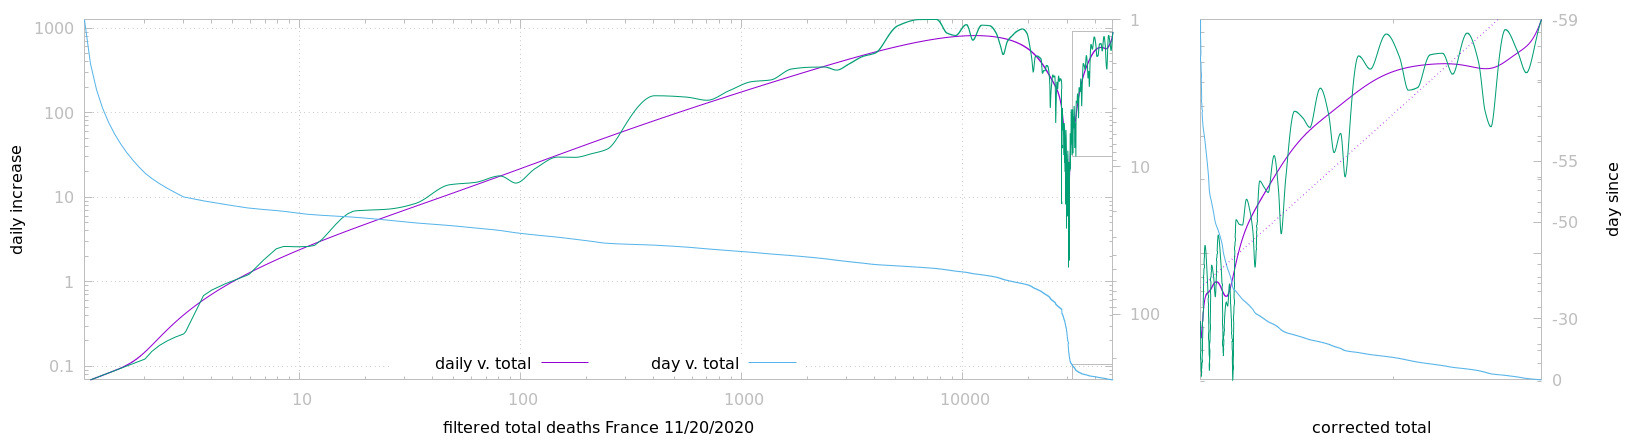 1000
100
10
1
0.1
daily increase
daily v. total
day v. total
10
100
1000
10000
filtered total deaths France 11/20/2020
1
10
100
-59
-55
-50
-30
0
day since
corrected total